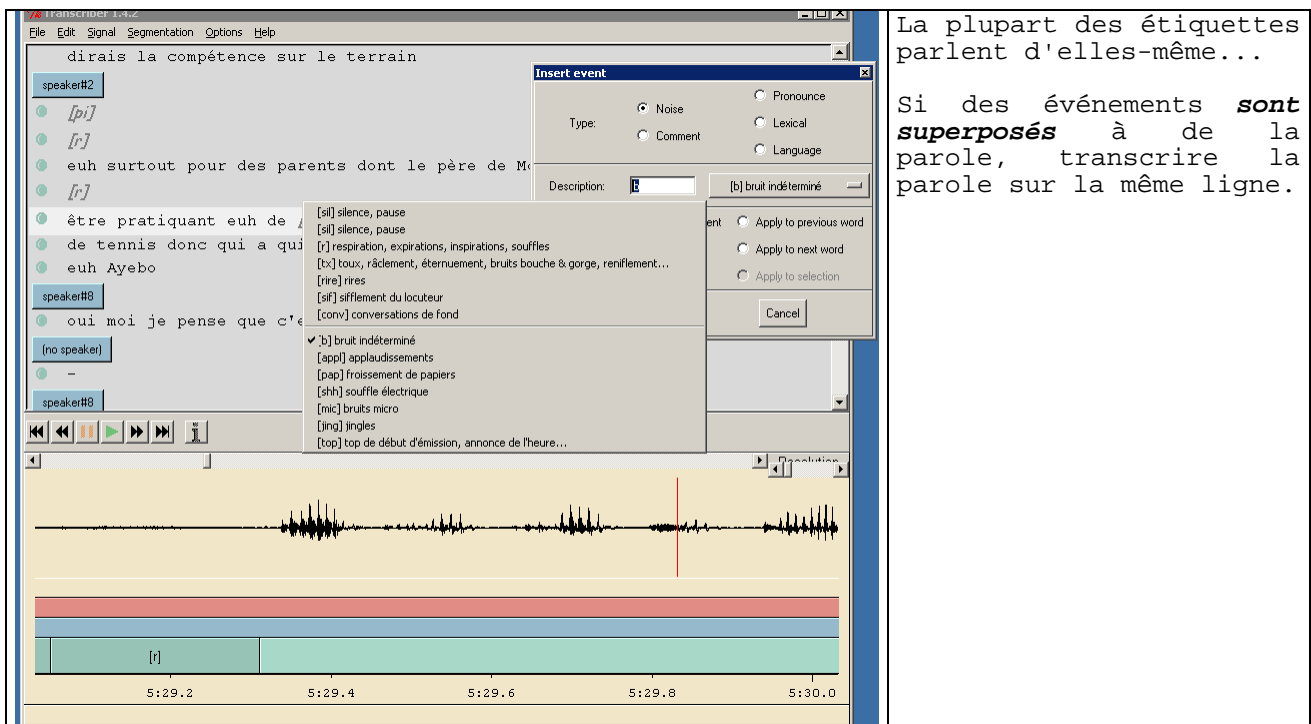 Transcriber 1.4.2
File Edit Signal Segmentation Options Help
dirais la compétence sur le terrain
speaker#2
[pi]
[r]
euh surtout pour des parents dont le père de Mo
[r]
être pratiquant euh de
de tennis donc qui a qui
euh Ayebo
speaker#8
oui moi je pense que c'e
(no speaker)
-
speaker#8
Insert event
Type:
Noise
Comment
Pronounce
Lexical
Language
Description:
b
[b] bruit indéterminé
ent
Apply to previous word
Apply to next word
Apply to selection
Cancel
[sil] silence, pause
[sil] silence, pause
[r] respiration, expirations, inspirations, souffles
[tx] toux, râclement, éternuement, bruits bouche & gorge, reniflement...
[rire] rires
[sif] sifflement du locuteur
[conv] conversations de fond
[b] bruit indéterminé
[appl] applaudissements
[pap] froissement de papiers
[shh] souffle électrique
[mic] bruits micro
[jing] jingles
[top] top de début d'émission, annonce de l'heure...
i
Resolution
[r]
5:29.2 5:29.4 5:29.6 5:29.8 5:30.0
La plupart des étiquettes
parlent d'elles-même...
Si des événements sont
superposés à de la
parole, transcrire la
parole sur la même ligne.